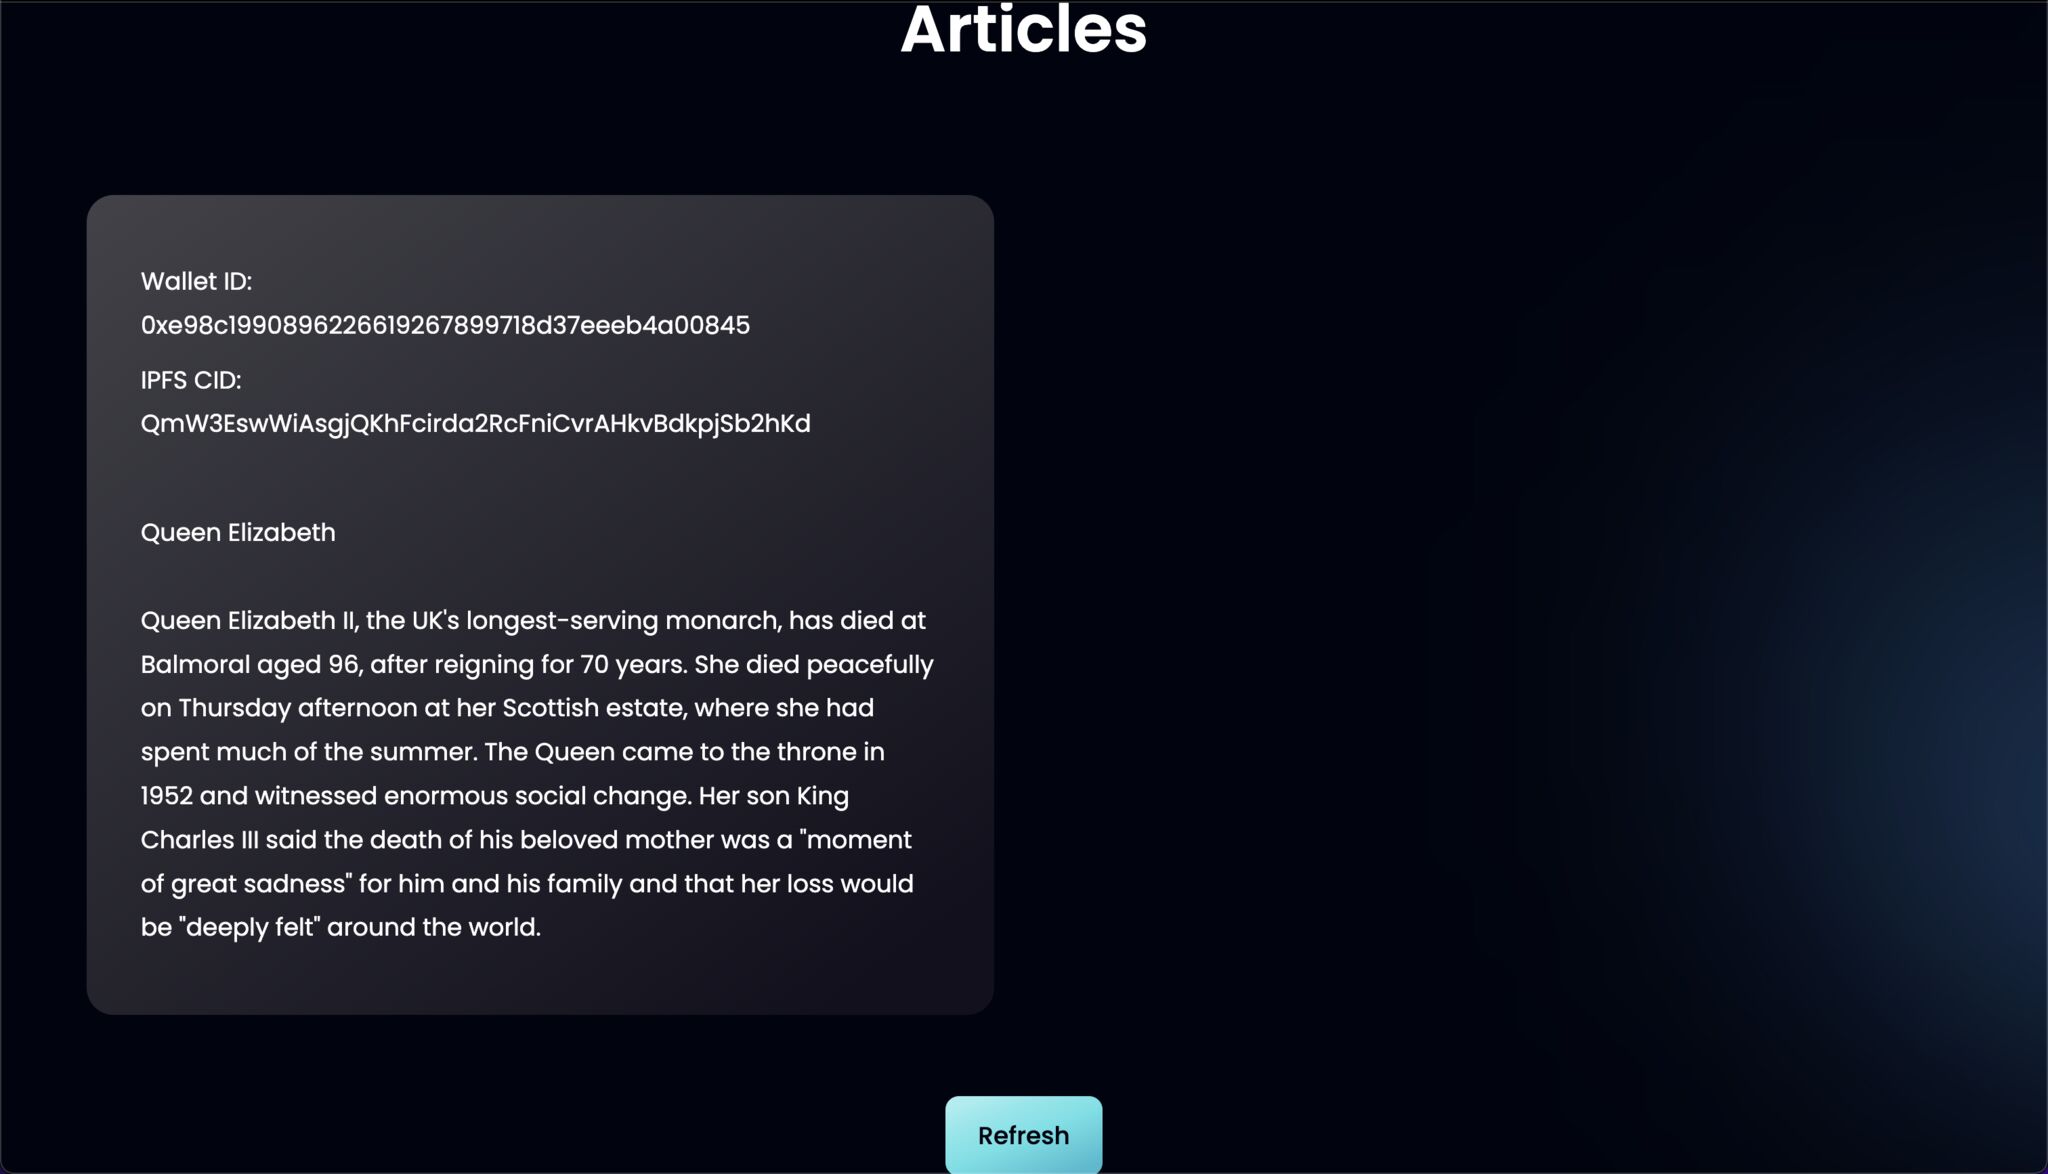 Articles
Wallet ID:
0xe98c1990896226619267899718d37eeeb4a00845
IPFS CID:
QmW3EswWiAsgjQKhFcirda2RcFniCvrAHkvBdkpjSb2hKd
Queen Elizabeth
Queen Elizabeth II, the UK's longest-serving monarch, has died at
Balmoral aged 96, after reigning for 70 years. She died peacefully
on Thursday afternoon at her Scottish estate, where she had
spent much of the summer. The Queen came to the throne in
1952 and witnessed enormous social change. Her son King
Charles III said the death of his beloved mother was a "moment
of great sadness" for him and his family and that her loss would
be "deeply felt" around the world.
Refresh